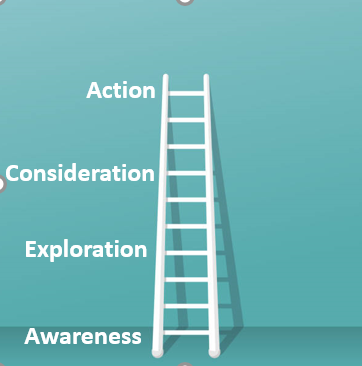 Action
Consideration
Exploration
Awareness